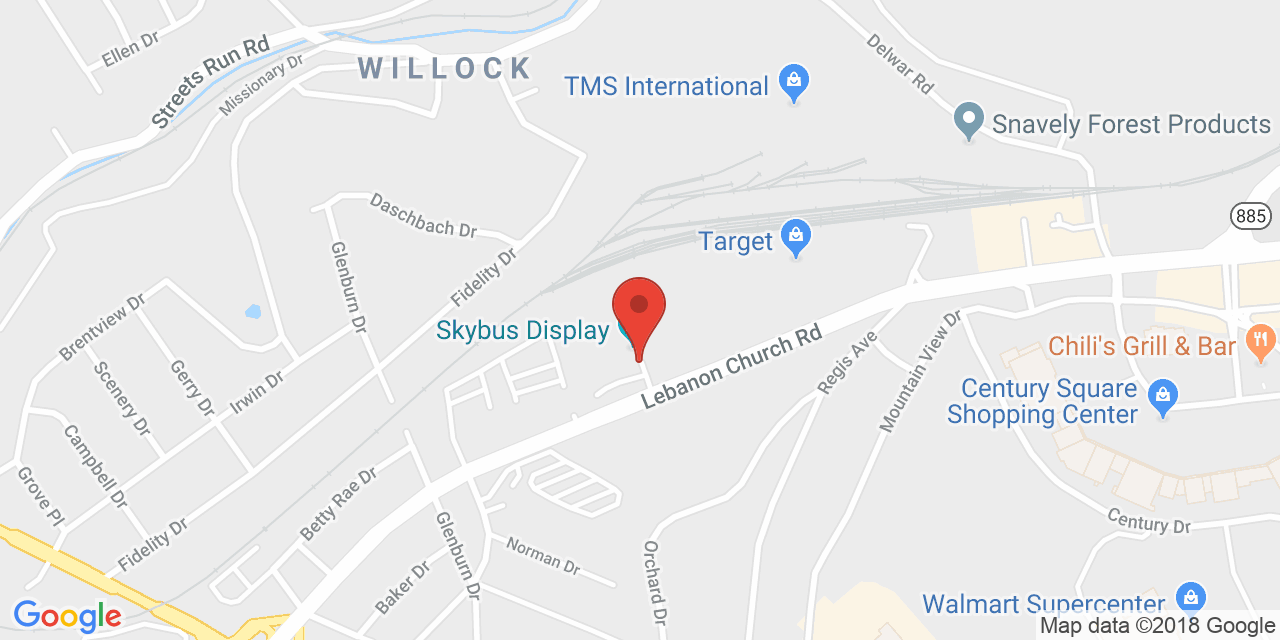 Ellen Dr
Streets Run Rd
Missionary Dr
WILLOCK
TMS International
Delwar Rd
Snavely Forest Products
885
Daschbach Dr
Glenburn Dr
Fidelity Dr
Target
Brentview Dr
Scenery Dr
Gerry Dr
Irwin Dr
Skybus Display
Lebanon Church Rd
Regis Ave
Mountain View Dr
Chili's Grill & Bar
Century Square
Shopping Center
Grove Pl
Campbell Dr
Fidelity Dr
Betty Rae Dr
Baker Dr
Glenburn Dr
Norman Dr
Orchard Dr
Century Dr
Walmart Supercenter
Google
Map data ©2018 Google